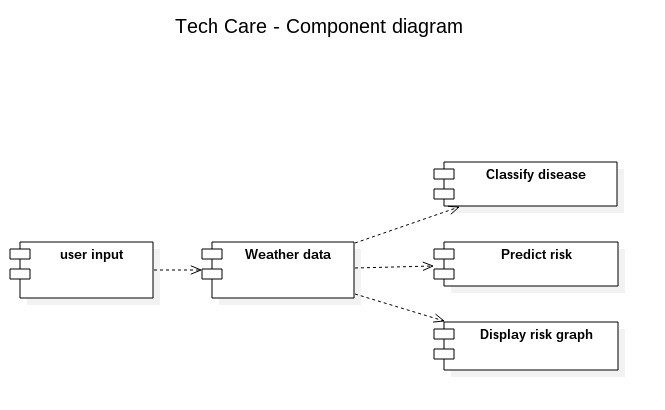 Tech Care - Component diagram
Classify disease
user input
Weather data
Predict risk
Display risk graph